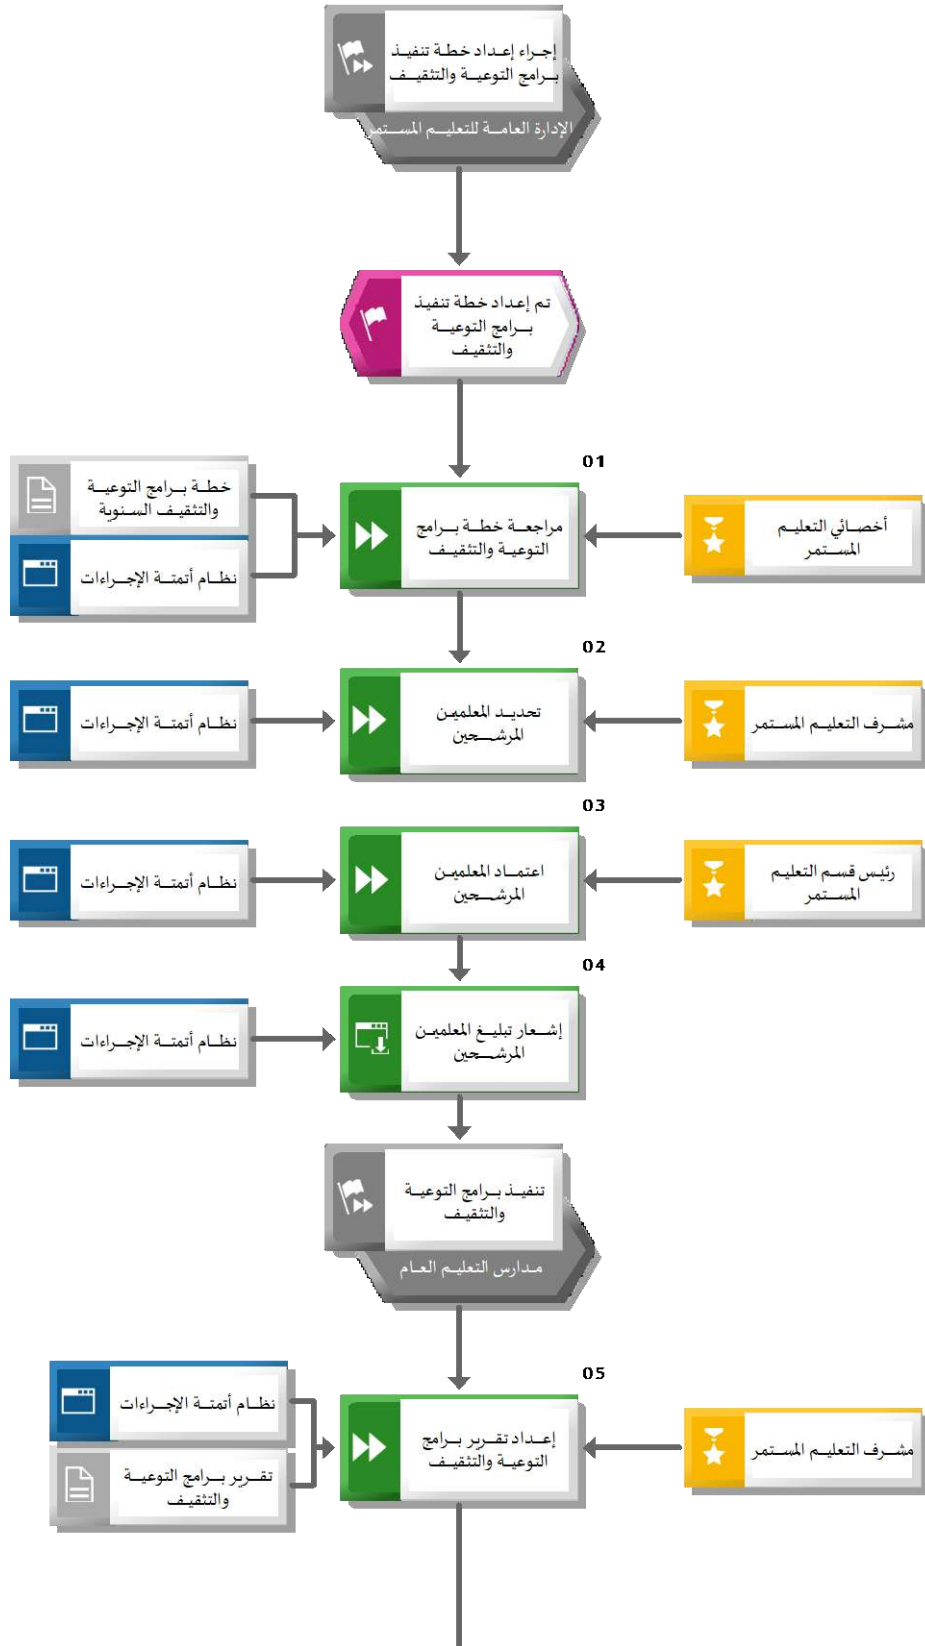 إجراء إعداد خطة تنفيذ
برامج التوعية والتثقيف
الإدارة العامة للتعليم المستمر
تم إعداد خطة تنفيذ
برامج التوعية
والتثقيف
01
أخصائي التعليم
المستمر
مراجعة خطة برامج
التوعية والتثقيف
خطة برامج التوعية
والتثقيف السنوية
نظام أتمتة الإجراءات
02
مشرف التعليم المستمر
تحديد المعلمين
المرشحين
نظام أتمتة الإجراءات
03
رئيس قسم التعليم
المستمر
اعتماد المعلمين
المرشحين
نظام أتمتة الإجراءات
04
إشعار تبليغ المعلمين
المرشحين
نظام أتمتة الإجراءات
تنفيذ برامج التوعية
والتثقيف
مدارس التعليم العام
05
مشرف التعليم المستمر
إعداد تقرير برامج
التوعية والتثقيف
نظام أتمتة الإجراءات
تقرير برامج التوعية
والتثقيف